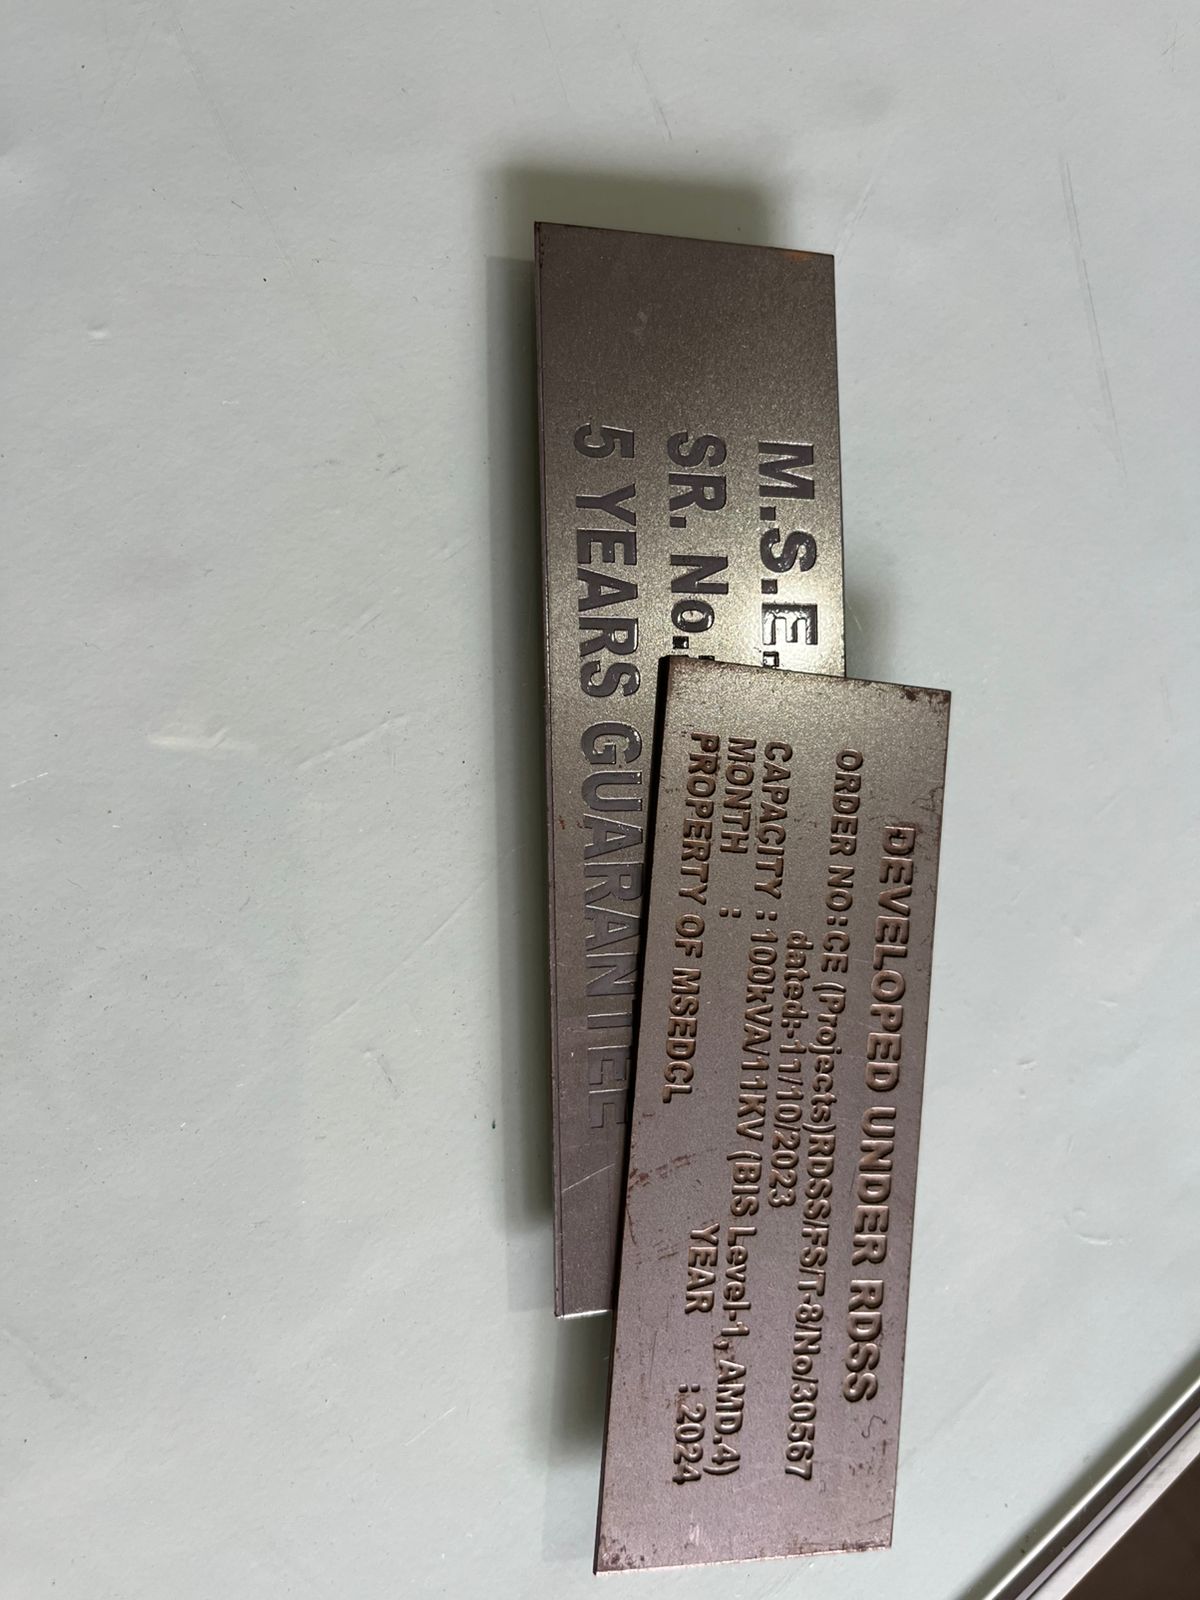 M.S.E.
SR. No.
5 YEARS GUARANTEE
DEVELOPED UNDER RDSS
ORDER NO:CE (Projects)RDSS/FS/T-8/No/30567
dated:-11/10/2023
CAPACITY : 100kVA/11KV (BIS Level-1, AMD.4)
MONTH : YEAR : 2024
PROPERTY OF MSEDCL